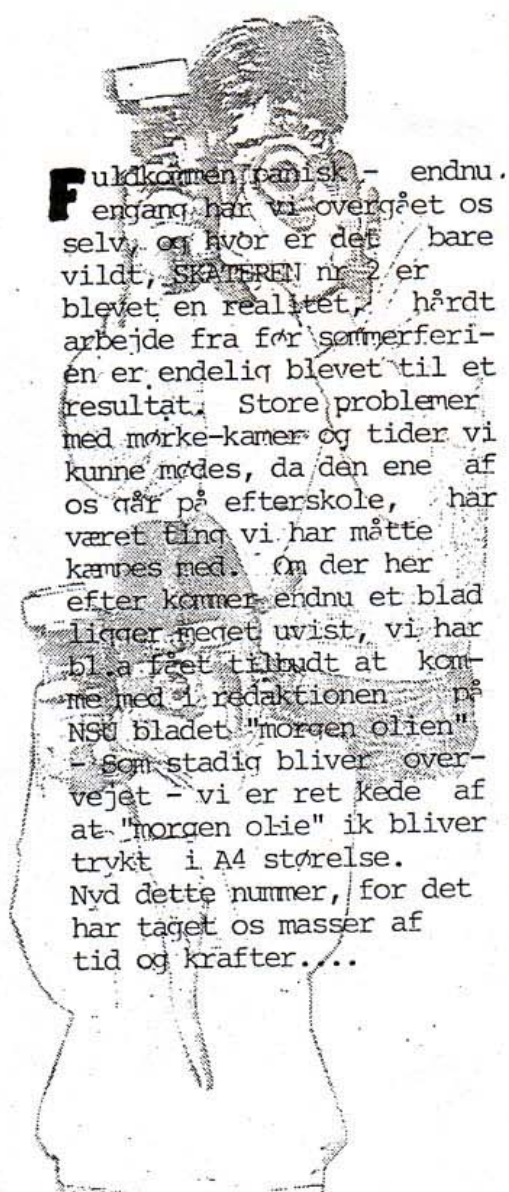 Fuldkommen panisk - endnu.
engang har vi overgået os
selv, og hvor er det bare
vildt, SKATEREN nr 2 er
blevet en realitet, hårdt
arbejde fra før sommerferi-
en er endelig blevet til et
resultat. Store problemer
med mørke-kamer og tider vi
kunne mødes, da den ene af
os går på efterskole, har
været ting vi har måtte
kæmpes med. Om der her
efter kommer endnu et blad
ligger meget uvist, vi har
bl.a fået tilbudt at kom-
me med i redaktionen på
NSU bladet "morgen olien"
- Som stadig bliver over-
vejet - vi er ret kede af
at "morgen olie" ik bliver
trykt i A4 størelse.
Nyd dette nummer, for det
har taget os masser af
tid og kræfter....